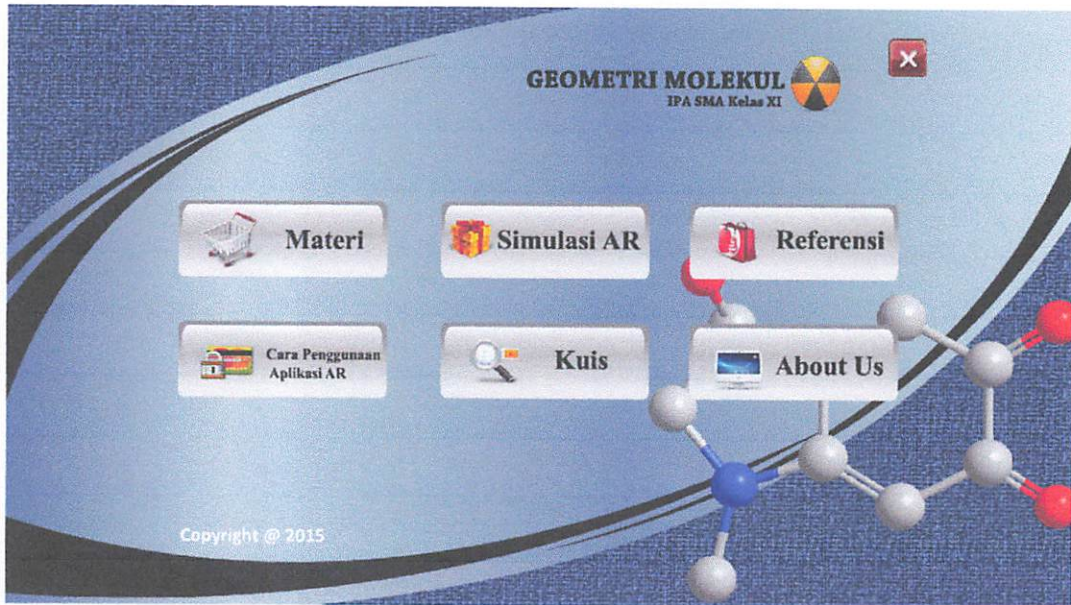 GEOMETRI MOLEKUL
IPA SMA Kelas XI
Materi
Simulasi AR
Referensi
Cara Penggunaan
Aplikasi AR
Kuis
About Us
Copyright @ 2015